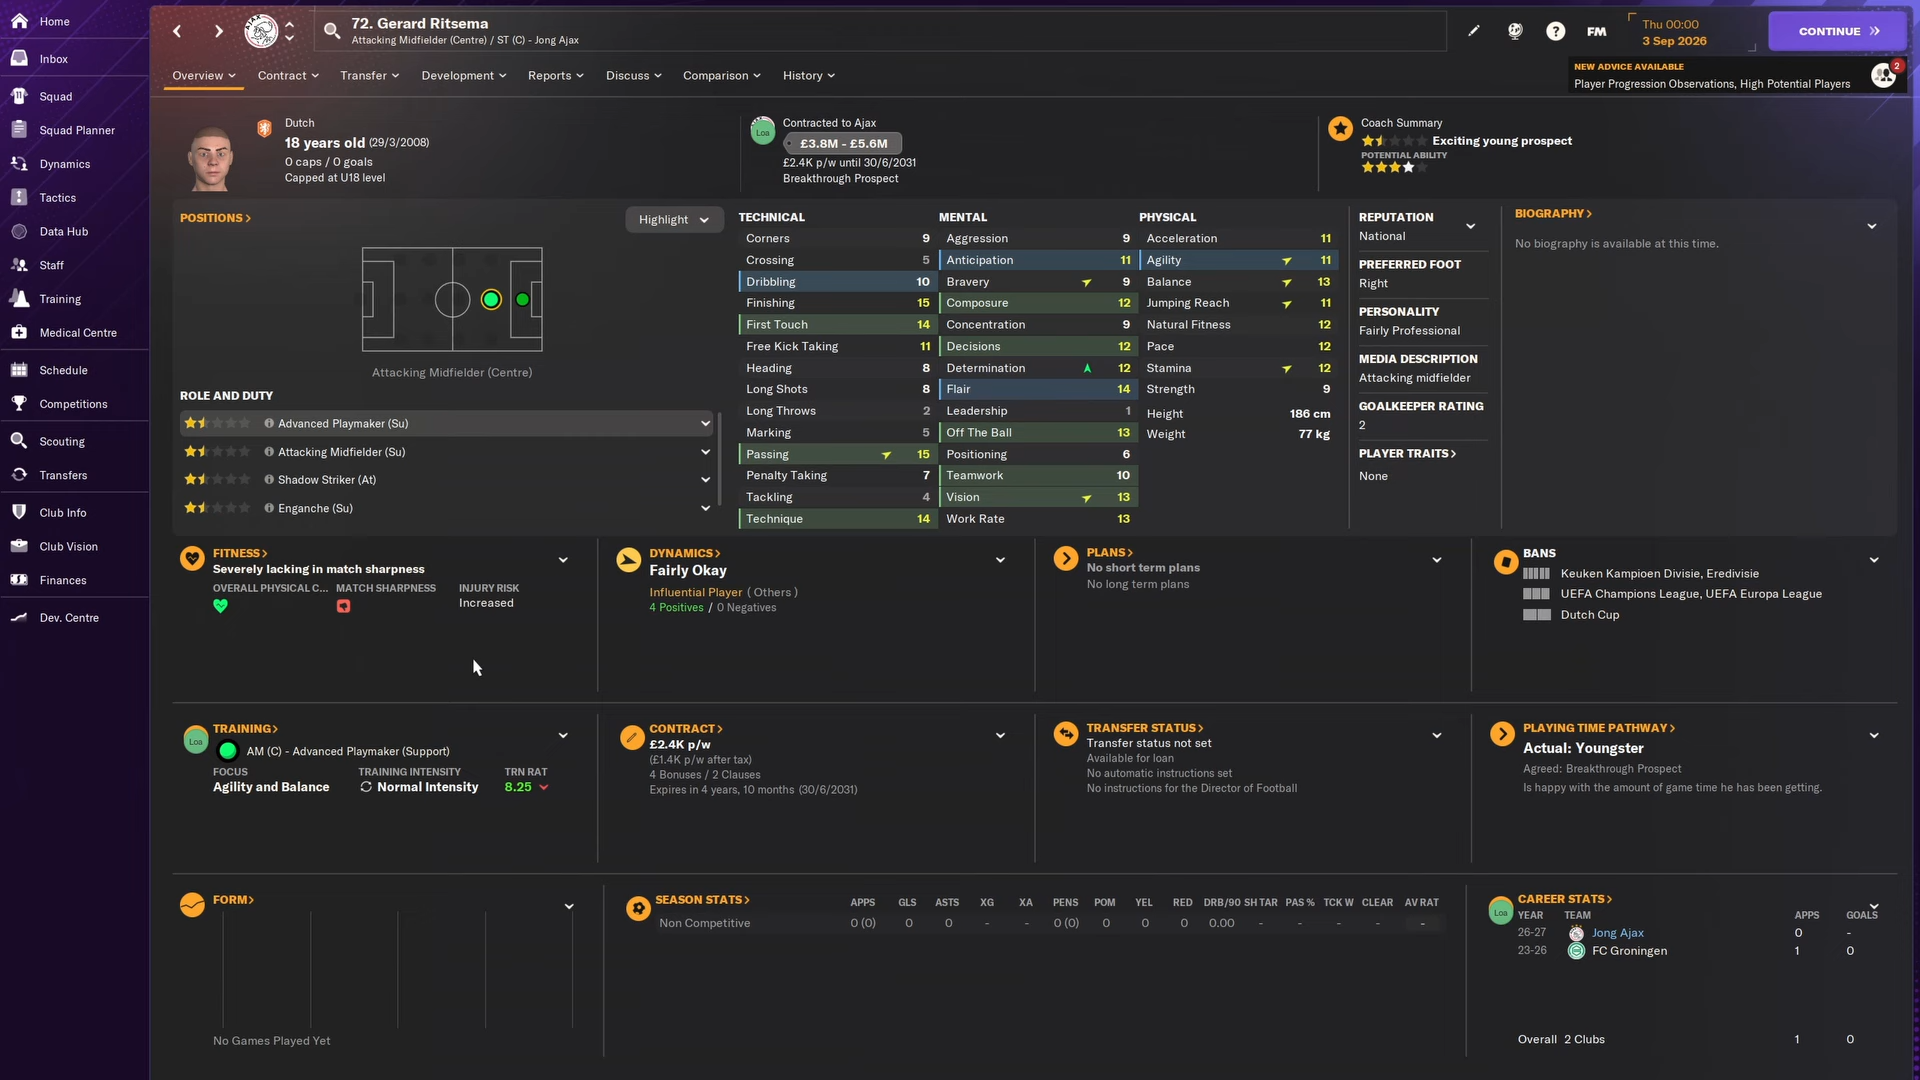 Home
Inbox
Squad
Squad Planner
Dynamics
Tactics
Data Hub
Staff
Training
Medical Centre
Schedule
Competitions
Scouting
Transfers
Club Info
Club Vision
Finances
Dev. Centre
72. Gerard Ritsema
Attacking Midfielder (Centre) / ST (C) - Jong Ajax
FM
Thu 00:00
3 Sep 2026
CONTINUE
Overview Contract Transfer Development Reports Discuss Comparison History
NEW ADVICE AVAILABLE
Player Progression Observations, High Potential Players
2
Dutch
18 years old (29/3/2008)
0 caps / 0 goals
Capped at U18 level
Loa
Contracted to Ajax
£3.8M - £5.6M
£2.4K p/w until 30/6/2031
Breakthrough Prospect
Coach Summary
Exciting young prospect
POTENTIAL ABILITY
POSITIONS
Highlight
Attacking Midfielder (Centre)
ROLE AND DUTY
Advanced Playmaker (Su)
Attacking Midfielder (Su)
Shadow Striker (At)
Enganche (Su)
TECHNICAL
Corners 9
Crossing 5
Dribbling 10
Finishing 15
First Touch 14
Free Kick Taking 11
Heading 8
Long Shots 8
Long Throws 2
Marking 5
Passing 15
Penalty Taking 7
Tackling 4
Technique 14
MENTAL
Aggression 9
Anticipation 11
Bravery 9
Composure 12
Concentration 9
Decisions 12
Determination 12
Flair 14
Leadership 1
Off The Ball 13
Positioning 6
Teamwork 10
Vision 13
Work Rate 13
PHYSICAL
Acceleration 11
Agility 11
Balance 13
Jumping Reach 11
Natural Fitness 12
Pace 12
Stamina 12
Strength 9
Height 186 cm
Weight 77 kg
REPUTATION
National
PREFERRED FOOT
Right
PERSONALITY
Fairly Professional
MEDIA DESCRIPTION
Attacking midfielder
GOALKEEPER RATING
2
PLAYER TRAITS
None
BIOGRAPHY
No biography is available at this time.
FITNESS
Severely lacking in match sharpness
OVERALL PHYSICAL C... MATCH SHARPNESS INJURY RISK
Increased
DYNAMICS
Fairly Okay
Influential Player ( Others )
4 Positives / 0 Negatives
PLANS
No short term plans
No long term plans
BANS
Keuken Kampioen Divisie, Eredivisie
UEFA Champions League, UEFA Europa League
Dutch Cup
Loa
TRAINING
AM (C) - Advanced Playmaker (Support)
FOCUS TRAINING INTENSITY TRN RAT
Agility and Balance Normal Intensity 8.25
CONTRACT
£2.4K p/w
(£1.4K p/w after tax)
4 Bonuses / 2 Clauses
Expires in 4 years, 10 months (30/6/2031)
TRANSFER STATUS
Transfer status not set
Available for loan
No automatic instructions set
No instructions for the Director of Football
PLAYING TIME PATHWAY
Actual: Youngster
Agreed: Breakthrough Prospect
Is happy with the amount of game time he has been getting.
FORM
No Games Played Yet
SEASON STATS APPS GLS ASTS XG XA PENS POM YEL RED DRB/90 SH TAR PAS % TCK W CLEAR AV RAT
Non Competitive 0 (0) 0 0 - - 0 (0) 0 0 0 0.00 - - - - -
Loa
CAREER STATS
YEAR TEAM APPS GOALS
26-27 Jong Ajax 0 -
23-26 FC Groningen 1 0
Overall 2 Clubs 1 0